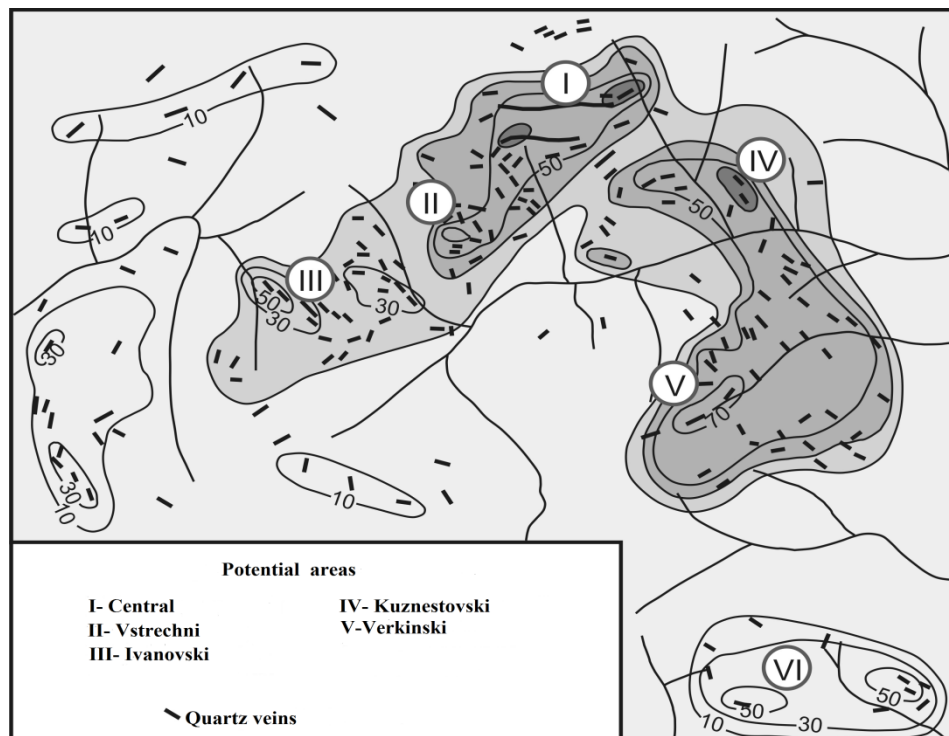 I
IV
50
10
II
50
10
III
50
30
30
30
V
70
30
10
10
Potential areas
I- Central
IV- Kuznestovski
II- Vstrechni
V-Verkinski
III- Ivanovski
Quartz veins
VI
50
50
10
30